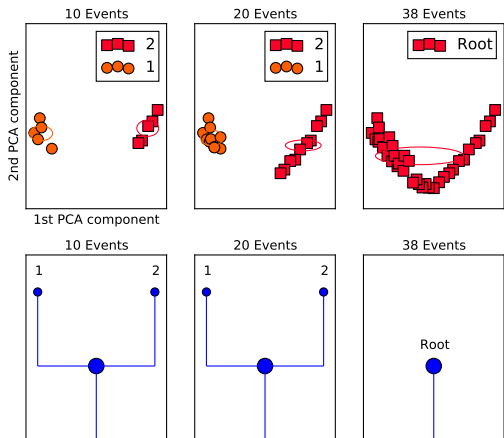 10 Events
20 Events
38 Events
2
1
2
1
Root
2nd PCA component
1st PCA component
10 Events
20 Events
38 Events
1
2
1
2
Root